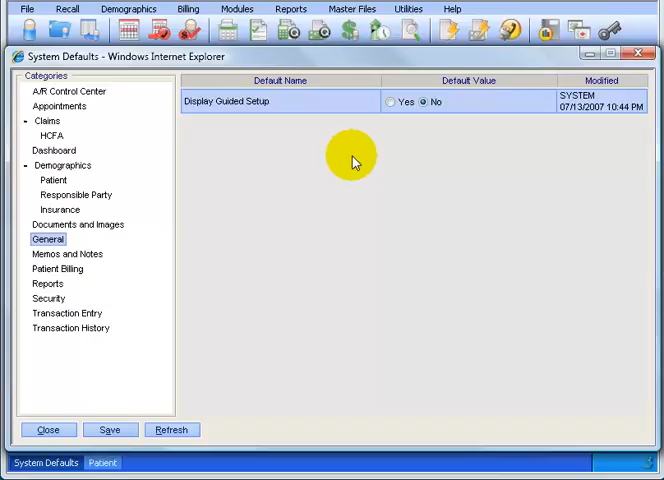 File Recall Demographics Billing Modules Reports Master Files Utilities Help
System Defaults - Windows Internet Explorer
Categories
A/R Control Center
Appointments
- Claims
HCFA
Dashboard
- Demographics
Patient
Responsible Party
Insurance
Documents and Images
General
Memos and Notes
Patient Billing
Reports
Security
Transaction Entry
Transaction History
Default Name Default Value Modified
Display Guided Setup Yes No SYSTEM
07/13/2007 10:44 PM
Close Save Refresh
System Defaults Patient